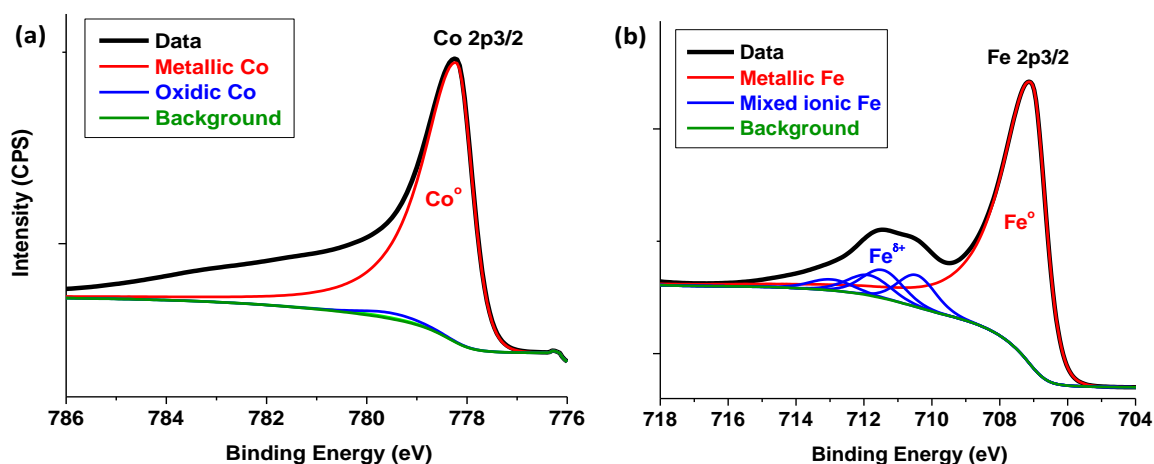 (a)
Data
Metallic Co
Oxidic Co
Background
Co 2p3/2
Co°
Intensity (CPS)
786 784 782 780 778 776
Binding Energy (eV)
(b)
Data
Metallic Fe
Mixed ionic Fe
Background
Fe 2p3/2
Fe°
Feᵟ⁺
718 716 714 712 710 708 706 704
Binding Energy (eV)